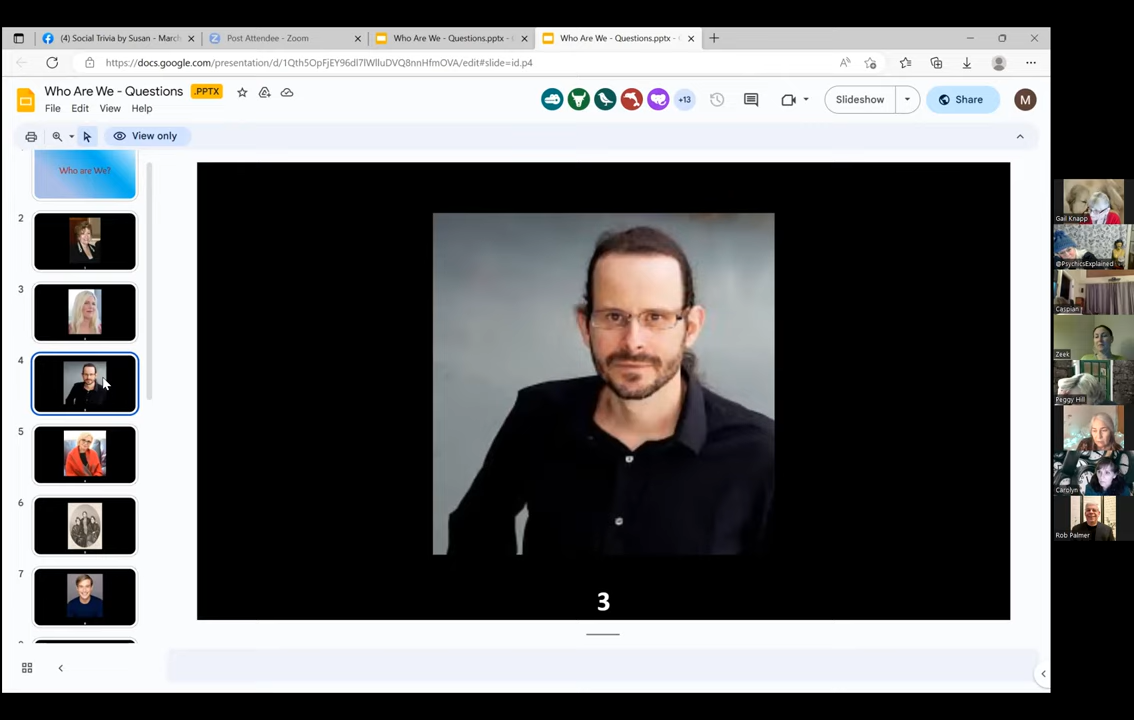 (4) Social Trivia by Susan - March
Post Attendee - Zoom
Who Are We - Questions.pptx -
Who Are We - Questions.pptx -
https://docs.google.com/presentation/d/1Qth5OpFjEY96dl7lWlluDVQ8nnHfmOVA/edit#slide=id.p4
Who Are We - Questions
.PPTX
File Edit View Help
+13
Slideshow
Share
M
View only
Who are We?
2
3
4
5
6
7
3
Gail Knapp
@PsychicsExplained
Caspian
Zeek
Peggy Hill
Carolyn
Rob Palmer